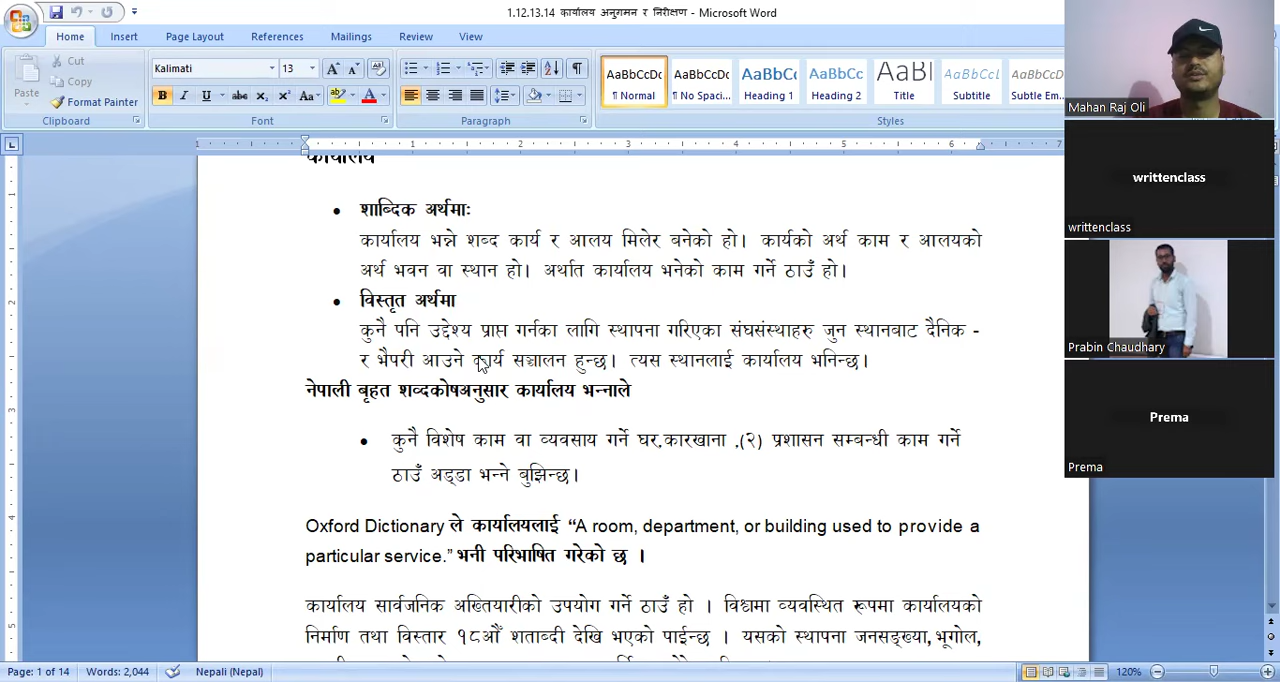 1.12.13.14 कार्यालय अनुगमन र निरीक्षण - Microsoft Word
Home Insert Page Layout References Mailings Review View
Cut
Copy
Paste
Format Painter
Clipboard
Kalimati 13
Font
Paragraph
AaBbCcDc AaBbCcDc AaBbCc AaBbCc AaBl AaBbCcL AaBbCcDc
¶ Normal ¶ No Spaci... Heading 1 Heading 2 Title Subtitle Subtle Em...
Styles
कार्यालय
• शाब्दिक अर्थमाः
कार्यालय भन्ने शब्द कार्य र आलय मिलेर बनेको हो। कार्यको अर्थ काम र आलयको
अर्थ भवन वा स्थान हो। अर्थात कार्यालय भनेको काम गर्ने ठाउँ हो।
• विस्तृत अर्थमा
कुनै पनि उद्देश्य प्राप्त गर्नका लागि स्थापना गरिएका संघसंस्थाहरु जुन स्थानबाट दैनिक -
र भैपरी आउने कार्य सञ्चालन हुन्छ। त्यस स्थानलाई कार्यालय भनिन्छ।
नेपाली बृहत शब्दकोषअनुसार कार्यालय भन्नाले
• कुनै विशेष काम वा व्यवसाय गर्ने घर,कारखाना ,(२) प्रशासन सम्बन्धी काम गर्ने
ठाउँ अड्डा भन्ने बुझिन्छ।
Oxford Dictionary ले कार्यालयलाई “A room, department, or building used to provide a
particular service.” भनी परिभाषित गरेको छ ।
कार्यालय सार्वजनिक अख्तियारीको उपयोग गर्ने ठाउँ हो । विश्वमा व्यवस्थित रूपमा कार्यालयको
निर्माण तथा विस्तार १८औँ शताब्दी देखि भएको पाईन्छ । यसको स्थापना जनसङ्ख्या,भूगोल,
Page: 1 of 14 Words: 2,044 Nepali (Nepal) 120%
Mahan Raj Oli
writtenclass
writtenclass
Prabin Chaudhary
Prema
Prema